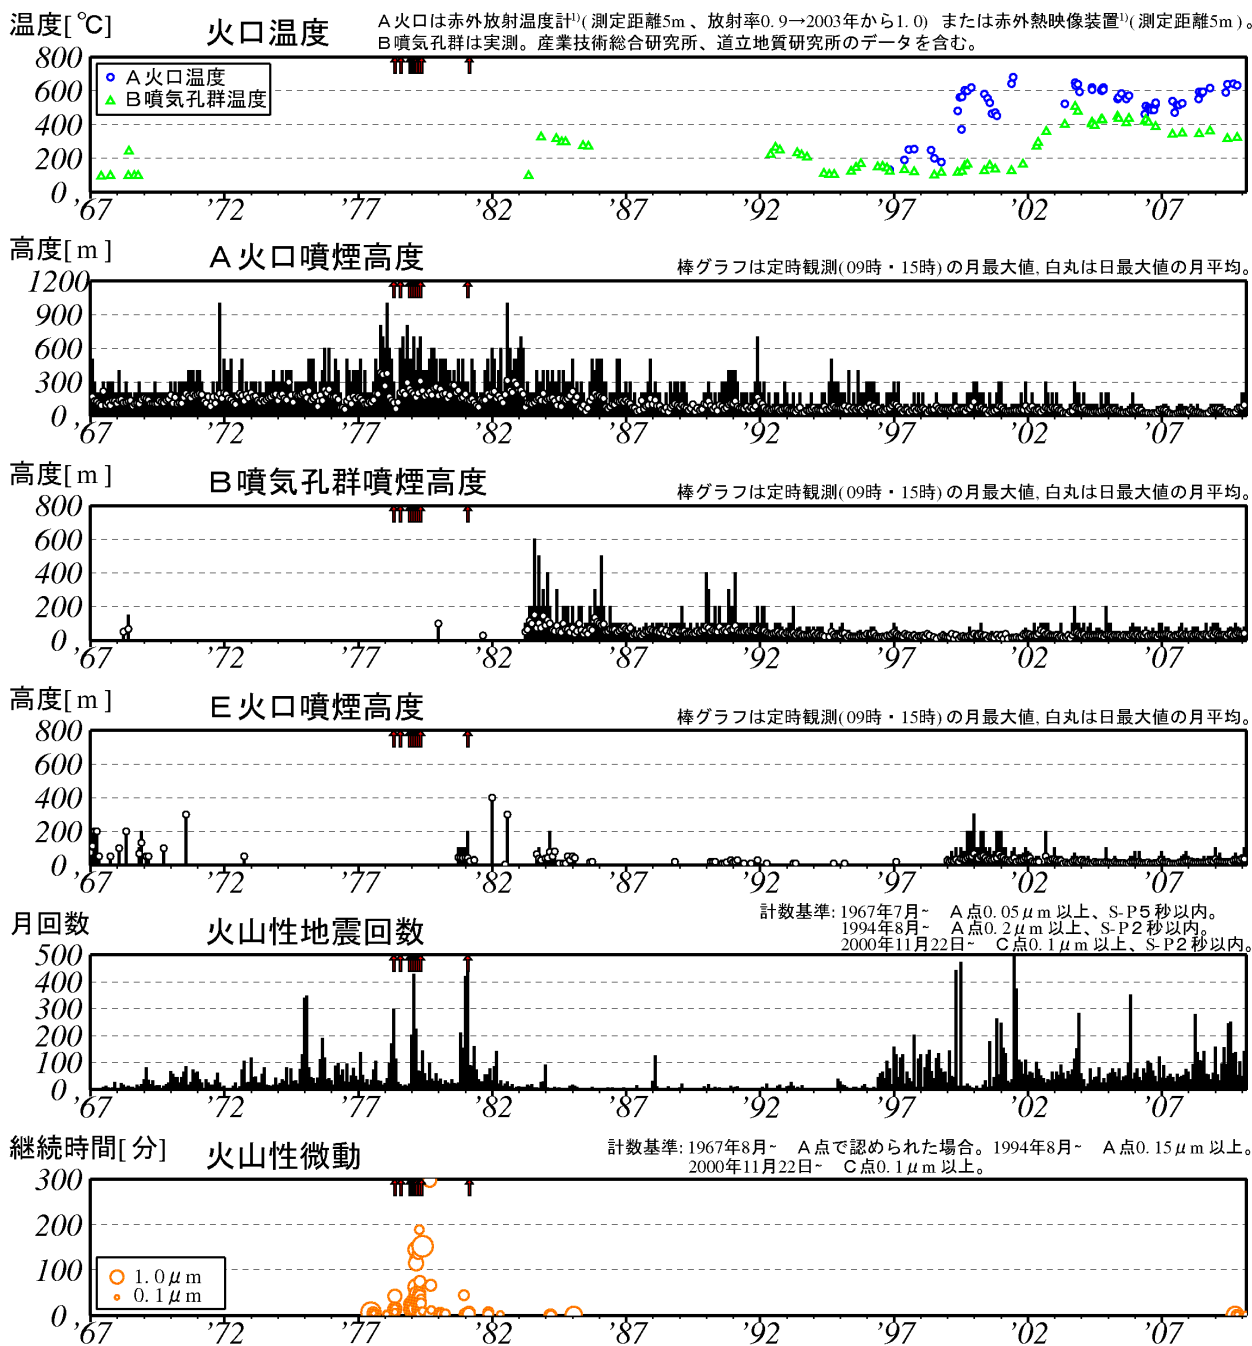 温度[℃]
火口温度
A火口は赤外放射温度計¹⁾(測定距離5m、放射率0.9→2003年から1.0) または赤外熱映像装置¹⁾(測定距離5m)。
B噴気孔群は実測。産業技術総合研究所、道立地質研究所のデータを含む。
A火口温度
B噴気孔群温度
800
600
400
200
0
'67 '72 '77 '82 '87 '92 '97 '02 '07
高度[m]
A火口噴煙高度
棒グラフは定時観測(09時・15時)の月最大値,白丸は日最大値の月平均。
1200
900
600
300
0
'67 '72 '77 '82 '87 '92 '97 '02 '07
高度[m]
B噴気孔群噴煙高度
棒グラフは定時観測(09時・15時)の月最大値,白丸は日最大値の月平均。
800
600
400
200
0
'67 '72 '77 '82 '87 '92 '97 '02 '07
高度[m]
E火口噴煙高度
棒グラフは定時観測(09時・15時)の月最大値,白丸は日最大値の月平均。
800
600
400
200
0
'67 '72 '77 '82 '87 '92 '97 '02 '07
月回数
火山性地震回数
計数基準:1967年7月~ A点0.05μm以上、S-P5秒以内。
1994年8月~ A点0.2μm以上、S-P2秒以内。
2000年11月22日~ C点0.1μm以上、S-P2秒以内。
500
400
300
200
100
0
'67 '72 '77 '82 '87 '92 '97 '02 '07
継続時間[分]
火山性微動
計数基準:1967年8月~ A点で認められた場合。1994年8月~ A点0.15μm以上。
2000年11月22日~ C点0.1μm以上。
300
200
100
0
1.0μm
0.1μm
'67 '72 '77 '82 '87 '92 '97 '02 '07